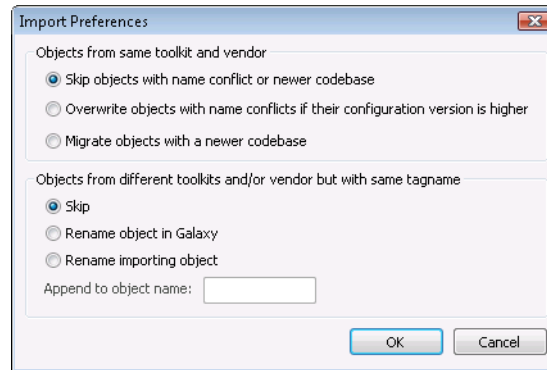 Import Preferences
Objects from same toolkit and vendor
Skip objects with name conflict or newer codebase
Overwrite objects with name conflicts if their configuration version is higher
Migrate objects with a newer codebase
Objects from different toolkits and/or vendor but with same tagname
Skip
Rename object in Galaxy
Rename importing object
Append to object name:
OK Cancel